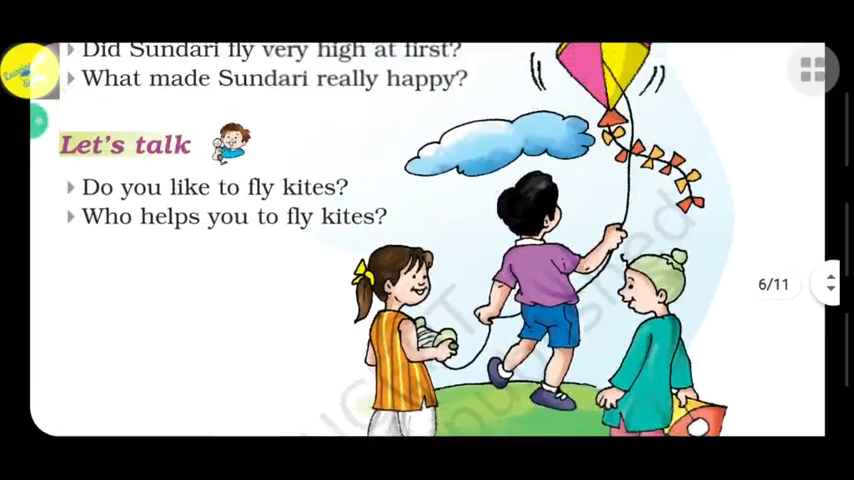 Did Sundari fly very high at first?
What made Sundari really happy?
Let's talk
Do you like to fly kites?
Who helps you to fly kites?
6/11